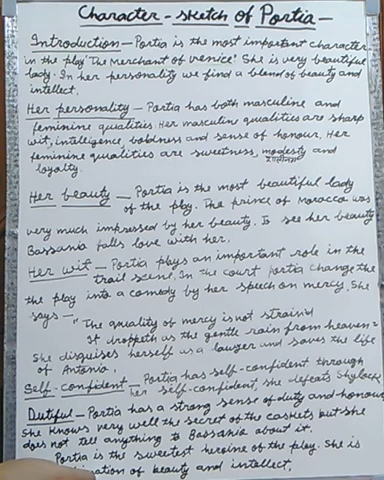 Character-sketch of Portia-
Introduction - Portia is the most important character
in the play "The Merchant of Venice". She is very beautiful
lady. In her personality we find a blend of beauty and
intellect.
Her personality - Portia has both masculine and
feminine qualities. Her masculine qualities are sharp
wit, intelligence, boldness and sense of honour. Her
feminine qualities are sweetness, modesty and
loyalty.
Her beauty - Portia is the most beautiful lady
of the play. The prince of Morocco was
very much impressed by her beauty. To see her beauty
Bassania falls love with her.
Her wit - Portia plays an important role in the
trail scene. In the court portia change the
the play into a comedy by her speech on mercy. She
says -
"The quality of mercy is not strained
It droppeth as the gentle rain from heaven"
She disguises herself as a lawyer and saves the life
of Antonia.
Self-confident - Portia has self-confident through
her self-confident, she defeats Shylock
Dutiful - Portia has a strong sense of duty and honour
She knows very well the secret of the caskets but she
does not tell anything to Bassania about it.
Portia is the sweetest heroine of the play. She is
of beauty and intellect.